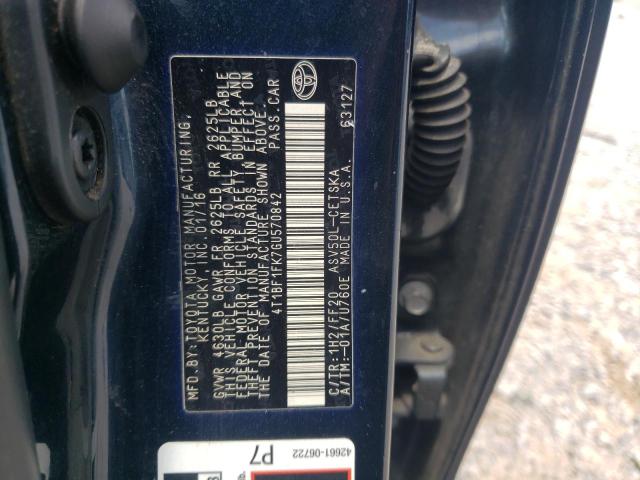 MFD.BY:TOYOTA MOTOR MANUFACTURING,
KENTUCKY, INC. 01/16
GVWR 4630LB GAWR FR 2625LB RR 2625LB
THIS VEHICLE CONFORMS TO ALL APPLICABLE
FEDERAL MOTOR VEHICLE SAFETY, BUMPER, AND
THEFT PREVENTION STANDARDS IN EFFECT ON
THE DATE OF MANUFACTURE SHOWN ABOVE.
4T1BF1FK7GU570842 PASS.CAR
C/TR:1H2/FF20 ASV50L-CETSKA
A/TM:-01A/U760E MADE IN U.S.A.
63127
42661-06722
P7